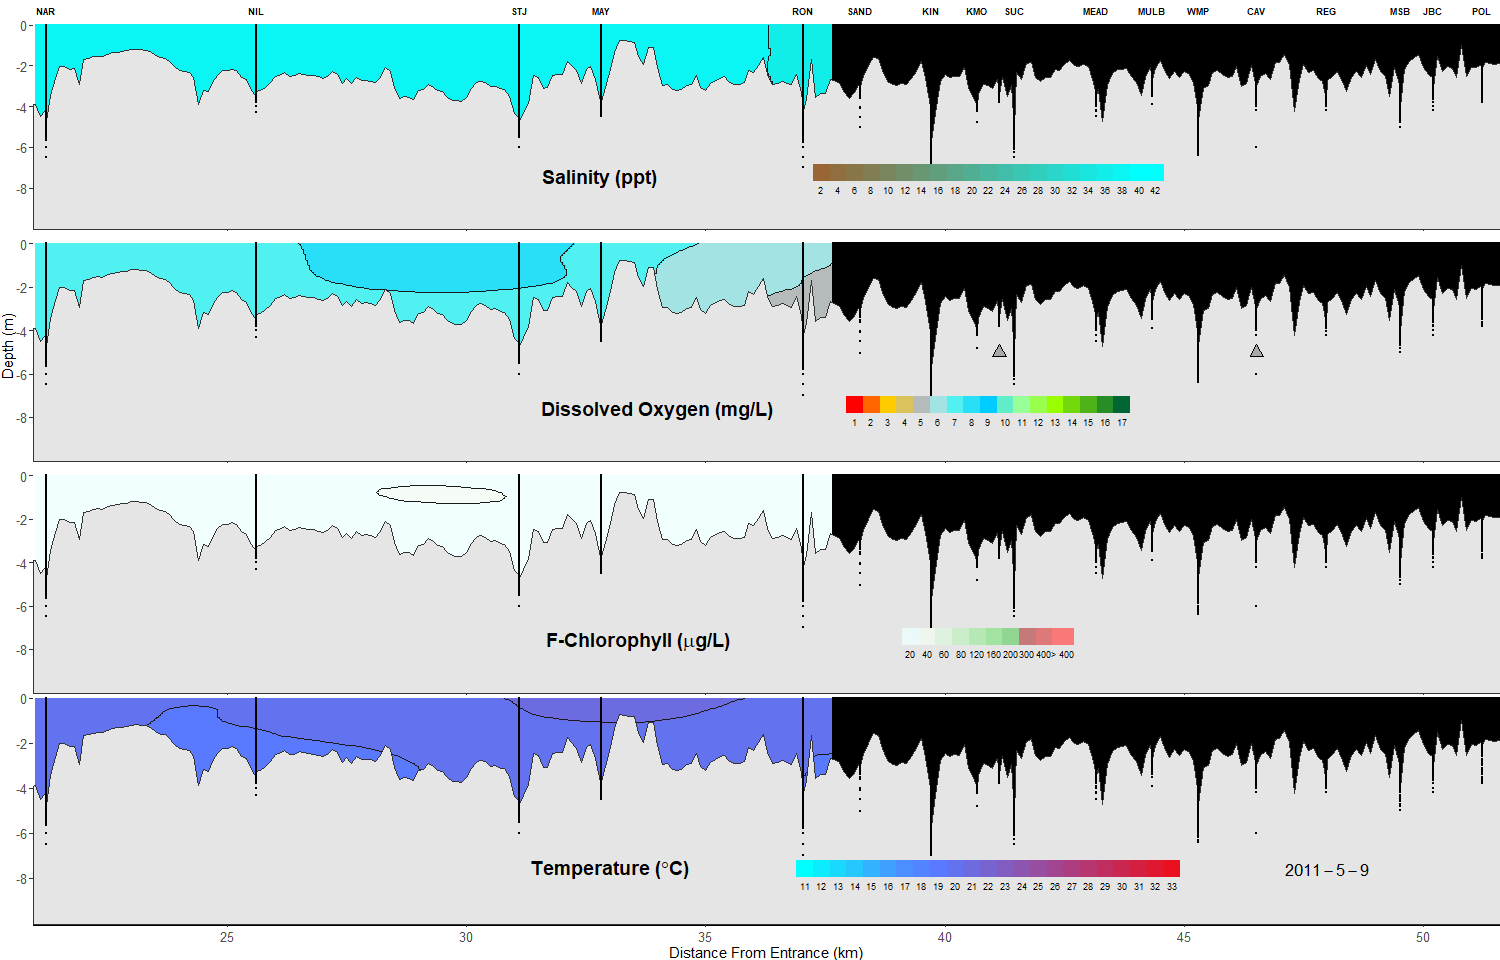 NAR NIL STJ MAY RON SAND KIN KMO SUC MEAD MULB WMP CAV REG MSB JBC POL
0
-2
-4
-6
-8
Salinity (ppt)
2 4 6 8 10 12 14 16 18 20 22 24 26 28 30 32 34 36 38 40 42
0
-2
-4
-6
-8
Depth (m)
Dissolved Oxygen (mg/L)
1 2 3 4 5 6 7 8 9 10 11 12 13 14 15 16 17
0
-2
-4
-6
-8
F-Chlorophyll (μg/L)
20 40 60 80 120 160 200 300 400> 400
0
-2
-4
-6
-8
Temperature (°C)
11 12 13 14 15 16 17 18 19 20 21 22 23 24 25 26 27 28 29 30 31 32 33
2011 – 5 – 9
25 30 35 40 45 50
Distance From Entrance (km)